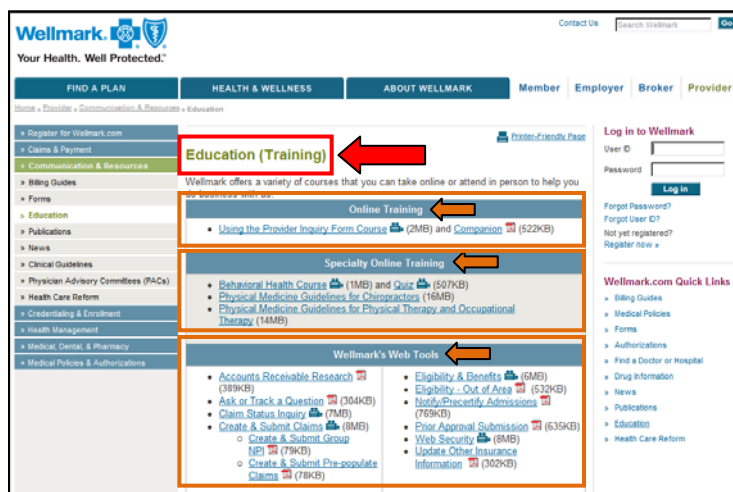 Contact Us
Search Wellmark
Go
Wellmark.
Your Health. Well Protected.
FIND A PLAN
HEALTH & WELLNESS
ABOUT WELLMARK
Member
Employer
Broker
Provider
Home » Provider » Communication & Resources » Education
» Register for Wellmark.com
» Claims & Payment
» Communication & Resources
» Billing Guides
» Forms
» Education
» Publications
» News
» Clinical Guidelines
» Physician Advisory Committees (PACs)
» Health Care Reform
» Credentialing & Enrollment
» Health Management
» Medical, Dental, & Pharmacy
» Medical Policies & Authorizations
Printer-Friendly Page
Education (Training)
Wellmark offers a variety of courses that you can take online or attend in person to help you
do business with us.
Online Training
• Using the Provider Inquiry Form Course (2MB) and Companion (522KB)
Specialty Online Training
• Behavioral Health Course (1MB) and Quiz (507KB)
• Physical Medicine Guidelines for Chiropractors (16MB)
• Physical Medicine Guidelines for Physical Therapy and Occupational
Therapy (14MB)
Wellmark's Web Tools
• Accounts Receivable Research
(389KB)
• Ask or Track a Question (304KB)
• Claim Status Inquiry (7MB)
• Create & Submit Claims (8MB)
○ Create & Submit Group
NPI (79KB)
○ Create & Submit Pre-populate
Claims (78KB)
• Eligibility & Benefits (6MB)
• Eligibility - Out of Area (532KB)
• Notify/Precertify Admissions
(769KB)
• Prior Approval Submission (635KB)
• Web Security (8MB)
• Update Other Insurance
Information (302KB)
Log in to Wellmark
User ID
Password
Log in
Forgot Password?
Forgot User ID?
Not yet registered?
Register now »
Wellmark.com Quick Links
» Billing Guides
» Medical Policies
» Forms
» Authorizations
» Find a Doctor or Hospital
» Drug Information
» News
» Publications
» Education
» Health Care Reform